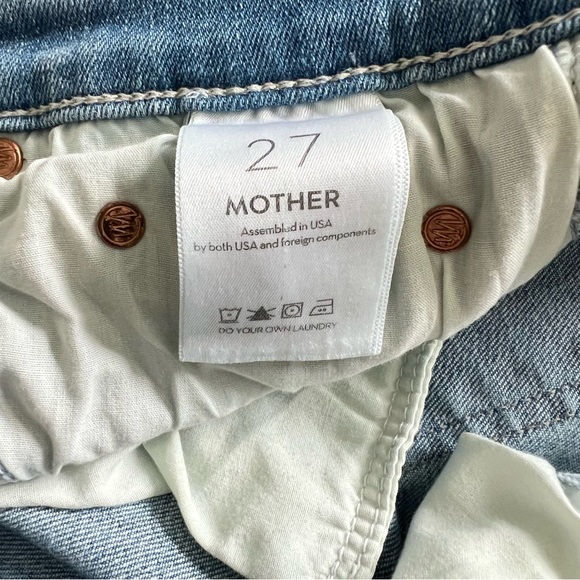 27
MOTHER
Assembled in USA
by both USA and foreign components
DO YOUR OWN LAUNDRY